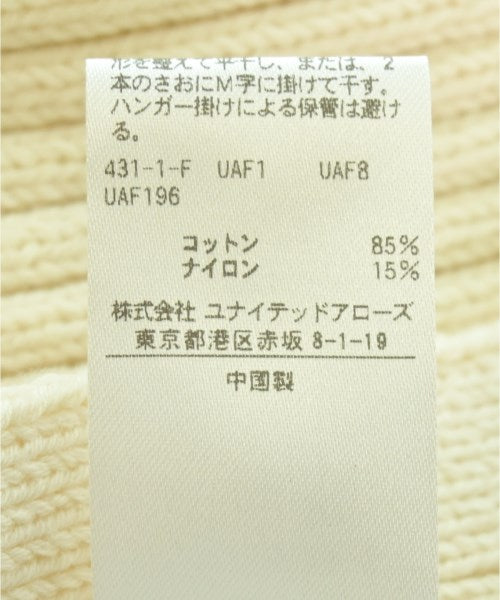 形を整えて平干し、または、2
本のさおにM字に掛けて干す。
ハンガー掛けによる保管は避け
る。
431-1-F UAF1 UAF8
UAF196
コットン 85%
ナイロン 15%
株式会社 ユナイテッドアローズ
東京都港区赤坂 8-1-19
中国製